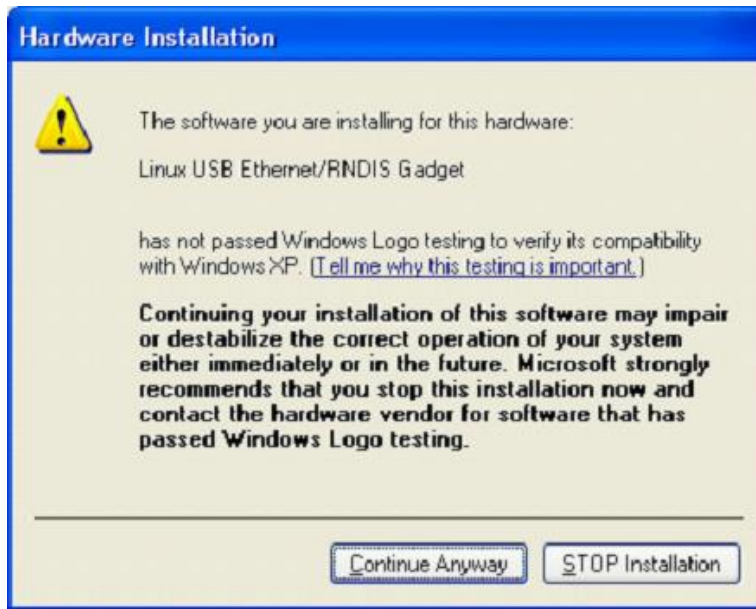 Hardware Installation
The software you are installing for this hardware:
Linux USB Ethernet/RNDIS Gadget
has not passed Windows Logo testing to verify its compatibility
with Windows XP. (Tell me why this testing is important.)
Continuing your installation of this software may impair
or destabilize the correct operation of your system
either immediately or in the future. Microsoft strongly
recommends that you stop this installation now and
contact the hardware vendor for software that has
passed Windows Logo testing.
Continue Anyway
STOP Installation